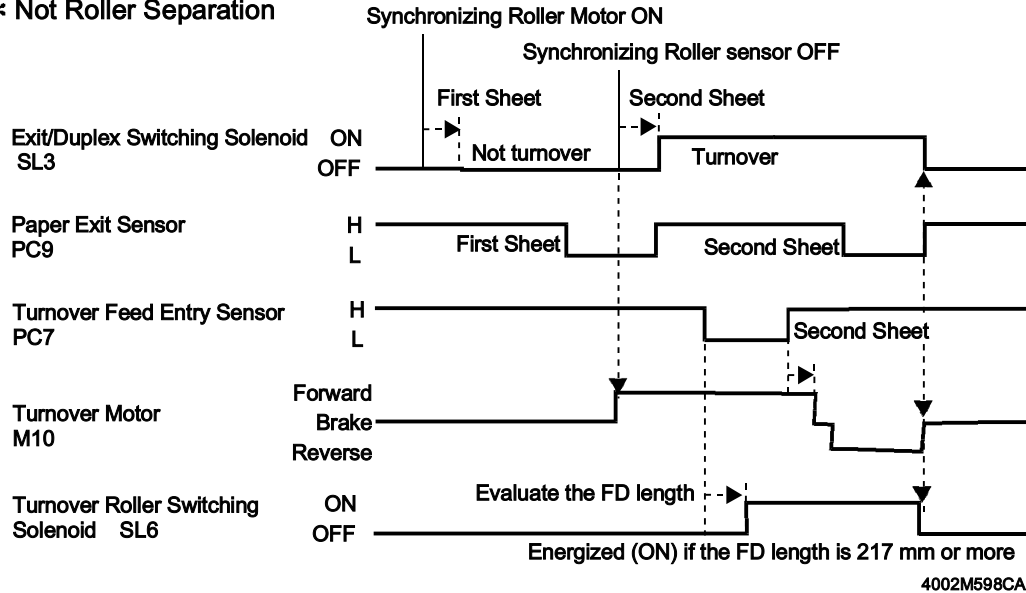 * Not Roller Separation
Synchronizing Roller Motor ON
Synchronizing Roller sensor OFF
First Sheet
Second Sheet
Exit/Duplex Switching Solenoid
SL3
ON
OFF
Not turnover
Turnover
Paper Exit Sensor
PC9
H
L
First Sheet
Second Sheet
Turnover Feed Entry Sensor
PC7
H
L
Second Sheet
Turnover Motor
M10
Forward
Brake
Reverse
Turnover Roller Switching
Solenoid SL6
ON
OFF
Evaluate the FD length
Energized (ON) if the FD length is 217 mm or more
4002M598CA